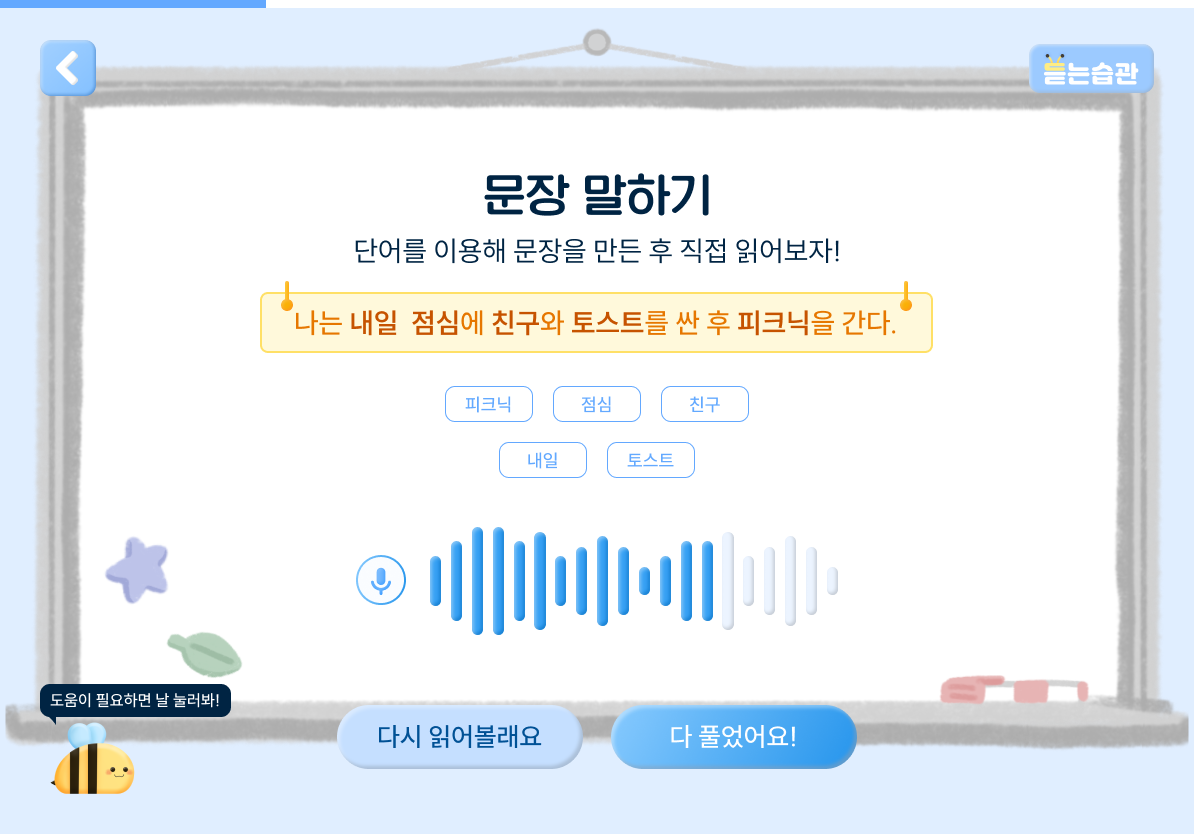 듣는습관
문장 말하기
단어를 이용해 문장을 만든 후 직접 읽어보자!
나는 내일 점심에 친구와 토스트를 싼 후 피크닉을 간다.
피크닉 점심 친구
내일 토스트
도움이 필요하면 날 눌러봐!
다시 읽어볼래요 다 풀었어요!